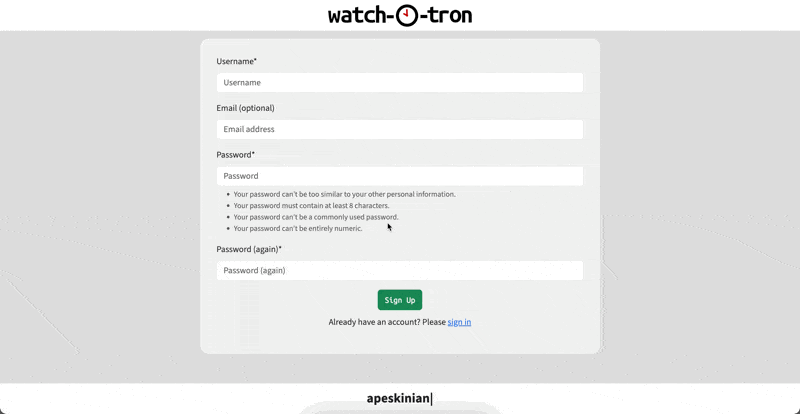 watch-O-tron
Username*
Username
Email (optional)
Email address
Password*
Password
Your password can't be too similar to your other personal information.
Your password must contain at least 8 characters.
Your password can't be a commonly used password.
Your password can't be entirely numeric.
Password (again)*
Password (again)
Sign Up
Already have an account? Please sign in
apeskinian|